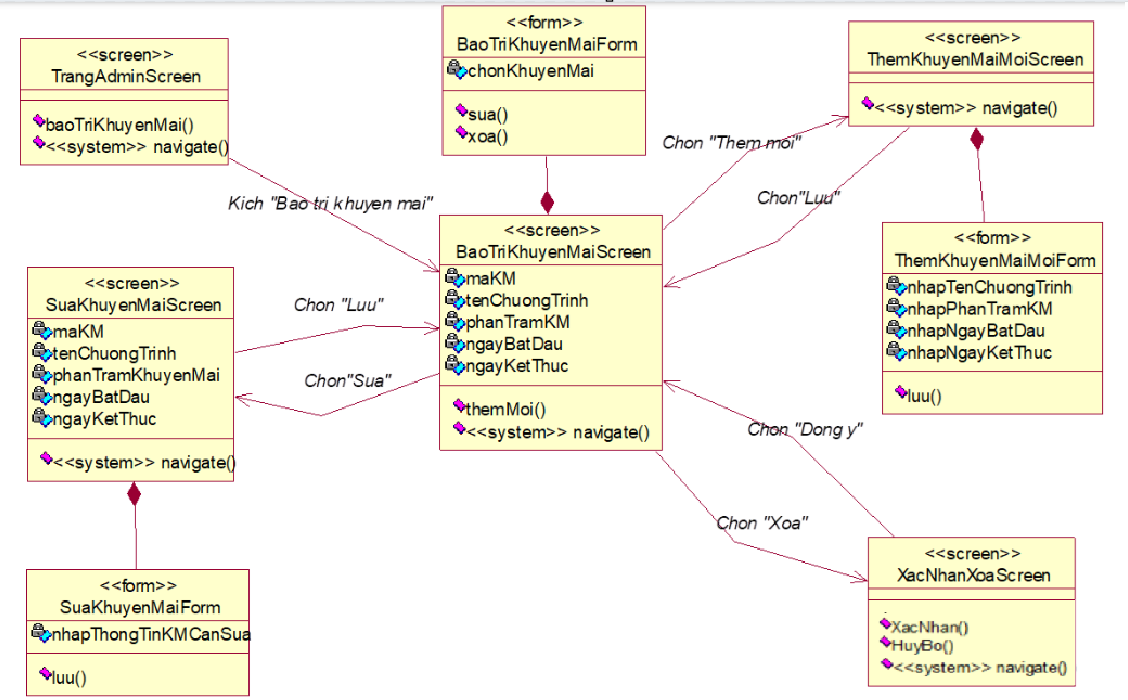 <<screen>>
TrangAdminScreen
baoTriKhuyenMai()
<<system>> navigate()
<<form>>
BaoTriKhuyenMaiForm
chonKhuyenMai
sua()
xoa()
<<screen>>
ThemKhuyenMaiMoiScreen
<<system>> navigate()
Chon "Them moi"
Chon"Luu"
Kich "Bao tri khuyen mai"
<<screen>>
BaoTriKhuyenMaiScreen
maKM
tenChuongTrinh
phanTramKM
ngayBatDau
ngayKetThuc
themMoi()
<<system>> navigate()
<<form>>
ThemKhuyenMaiMoiForm
nhapTenChuongTrinh
nhapPhanTramKM
nhapNgayBatDau
nhapNgayKetThuc
luu()
<<screen>>
SuaKhuyenMaiScreen
maKM
tenChuongTrinh
phanTramKhuyenMai
ngayBatDau
ngayKetThuc
<<system>> navigate()
Chon "Luu"
Chon"Sua"
Chon "Dong y"
Chon "Xoa"
<<form>>
SuaKhuyenMaiForm
nhapThongTinKMCanSua
luu()
<<screen>>
XacNhanXoaScreen
XacNhan()
HuyBo()
<<system>> navigate()